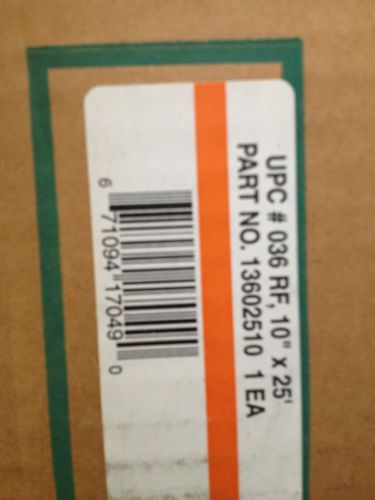 UPC # 036 RF, 10" x 25'
PART NO. 13602510 1 EA
6 71094 17049 0